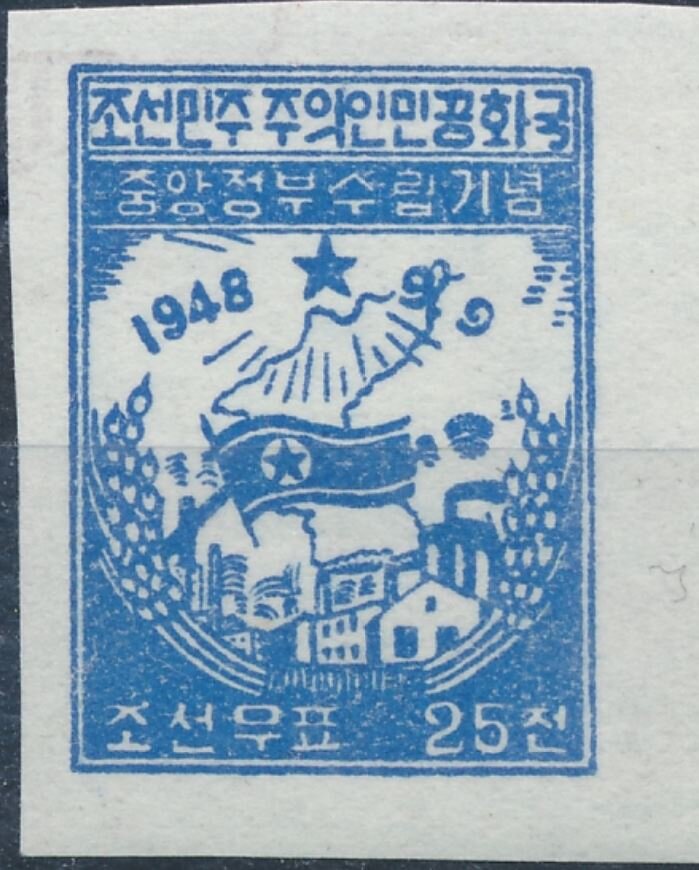 조선민주주의인민공화국
중앙정부수립기념
1948 9 9
조선우표 25전